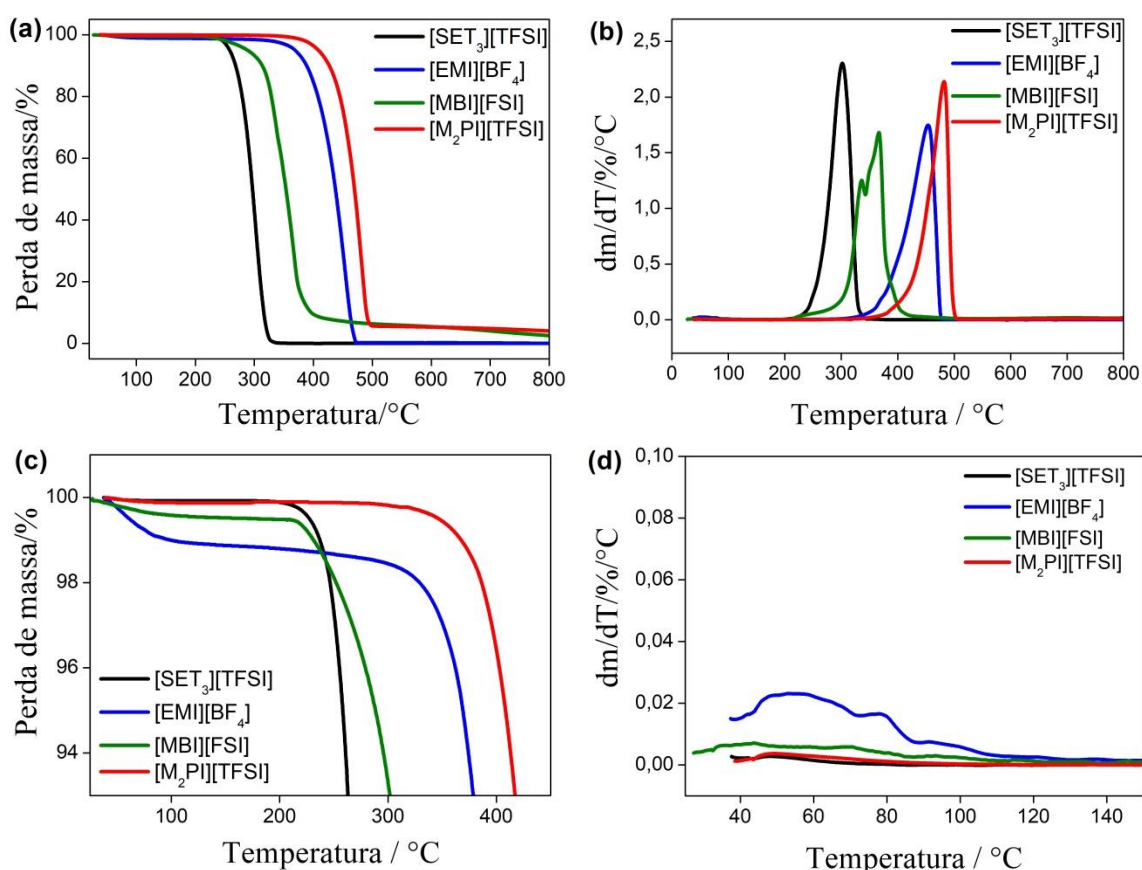 (a)
Perda de massa/%
100
80
60
40
20
0
[SET₃][TFSI]
[EMI][BF₄]
[MBI][FSI]
[M₂PI][TFSI]
100 200 300 400 500 600 700 800
Temperatura/°C
(b)
dm/dT/%/°C
2,5
2,0
1,5
1,0
0,5
0,0
[SET₃][TFSI]
[EMI][BF₄]
[MBI][FSI]
[M₂PI][TFSI]
0 100 200 300 400 500 600 700 800
Temperatura / °C
(c)
Perda de massa/%
100
98
96
94
[SET₃][TFSI]
[EMI][BF₄]
[MBI][FSI]
[M₂PI][TFSI]
100 200 300 400
Temperatura / °C
(d)
dm/dT/%/°C
0,10
0,08
0,06
0,04
0,02
0,00
[SET₃][TFSI]
[EMI][BF₄]
[MBI][FSI]
[M₂PI][TFSI]
40 60 80 100 120 140
Temperatura / °C